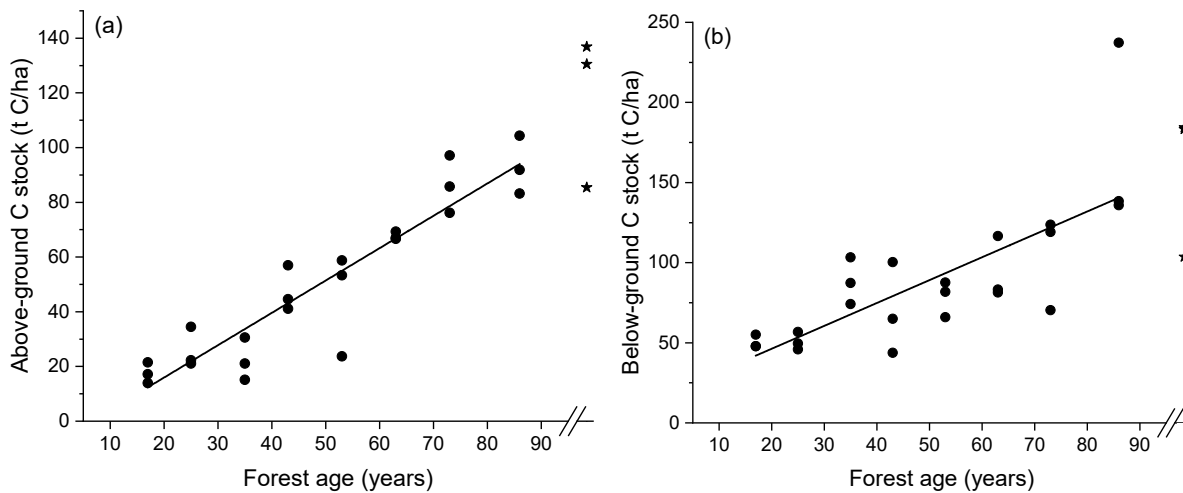 (a)
Above-ground C stock (t C/ha)
140
120
100
80
60
40
20
0
10 20 30 40 50 60 70 80 90
Forest age (years)
(b)
Below-ground C stock (t C/ha)
250
200
150
100
50
0
10 20 30 40 50 60 70 80 90
Forest age (years)